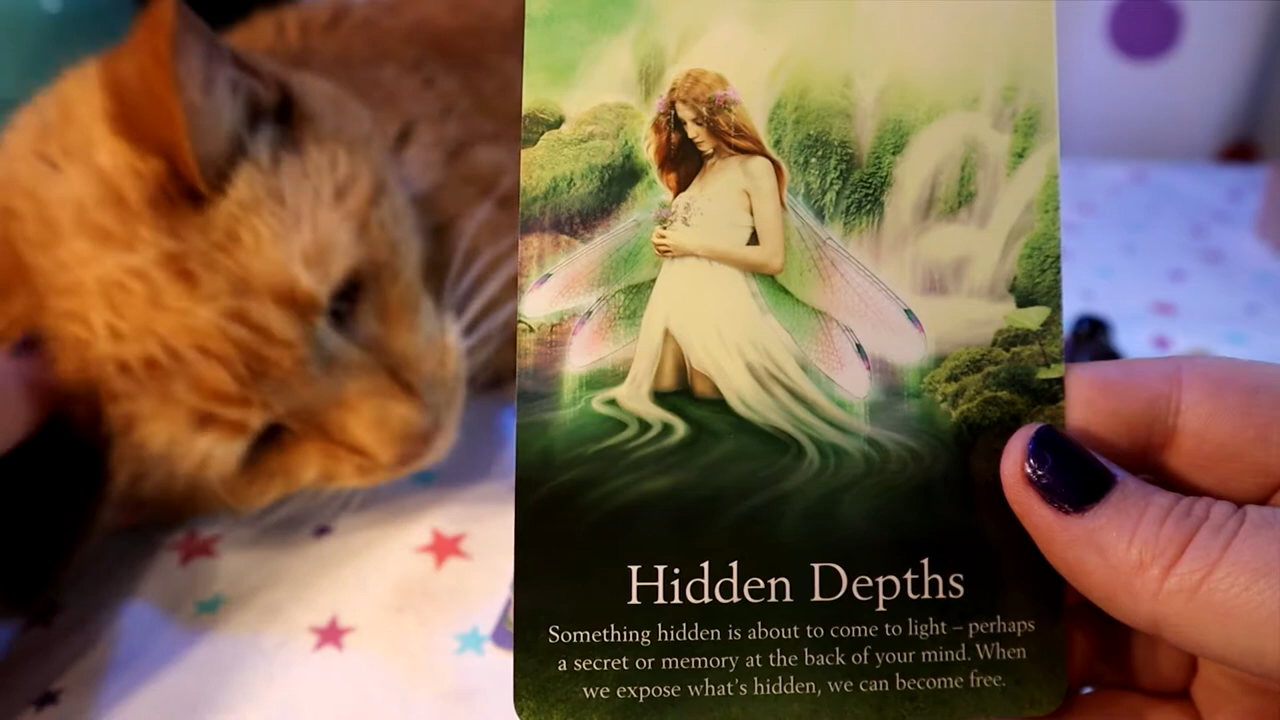 Hidden Depths
Something hidden is about to come to light – perhaps
a secret or memory at the back of your mind. When
we expose what's hidden, we can become free.